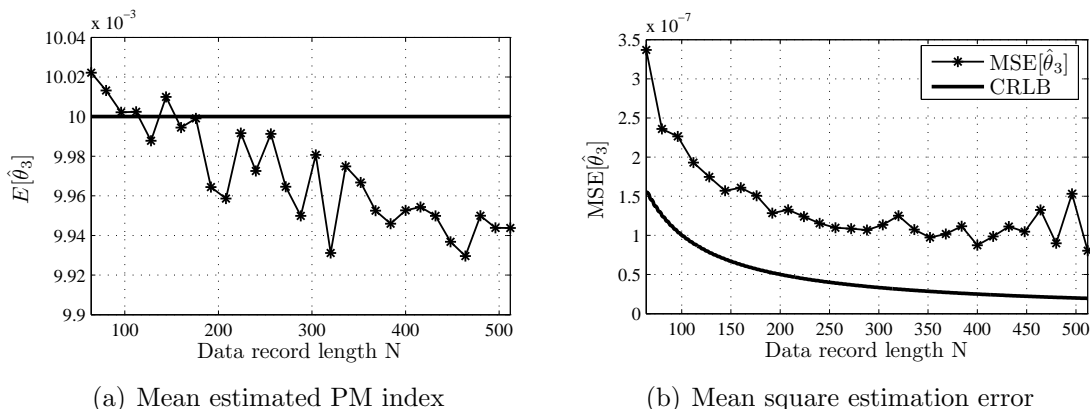 x 10⁻³
10.04
10.02
10
9.98
9.96
9.94
9.92
9.9
E[θ̂₃]
100 200 300 400 500
Data record length N
(a) Mean estimated PM index
x 10⁻⁷
3.5
3
2.5
2
1.5
1
0.5
0
MSE[θ̂₃]
MSE[θ̂₃]
CRLB
100 150 200 250 300 350 400 450 500
Data record length N
(b) Mean square estimation error